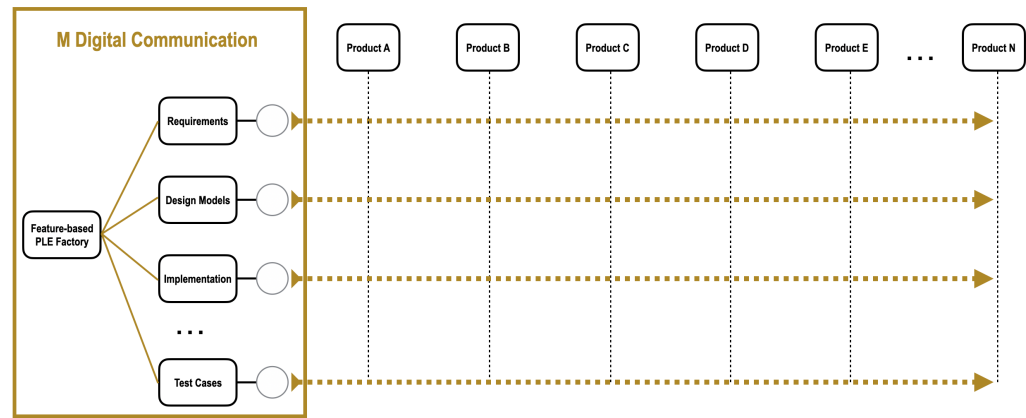 M Digital Communication
Product A
Product B
Product C
Product D
Product E
...
Product N
Requirements
Design Models
Feature-based
PLE Factory
Implementation
...
Test Cases